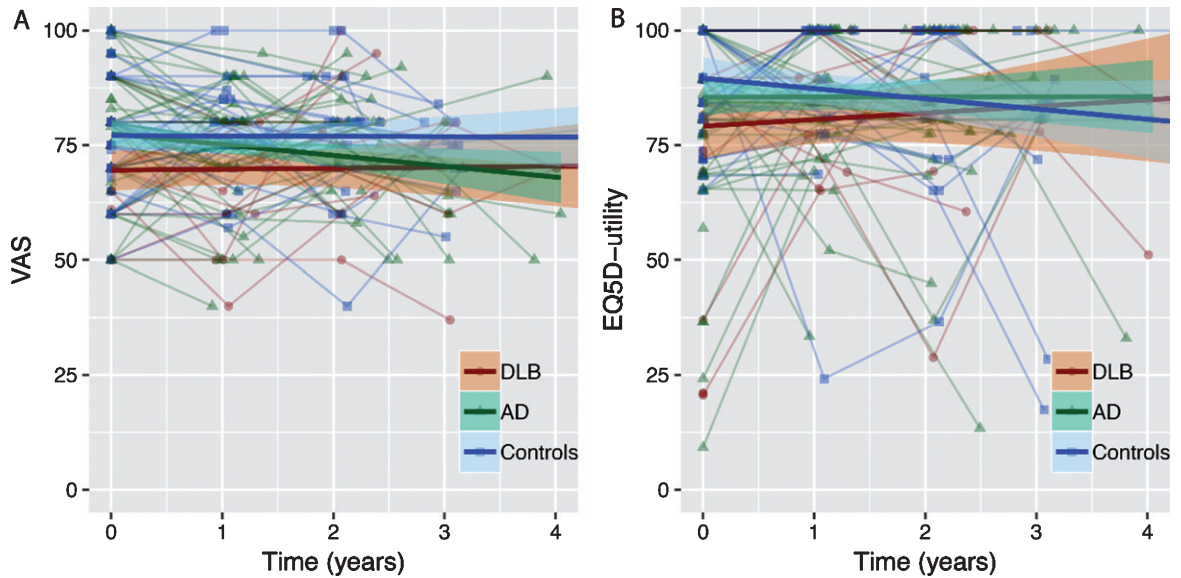 A
VAS
100
75
50
25
0
0 1 2 3 4
Time (years)
DLB
AD
Controls
B
EQ5D−utility
100
75
50
25
0
0 1 2 3 4
Time (years)
DLB
AD
Controls